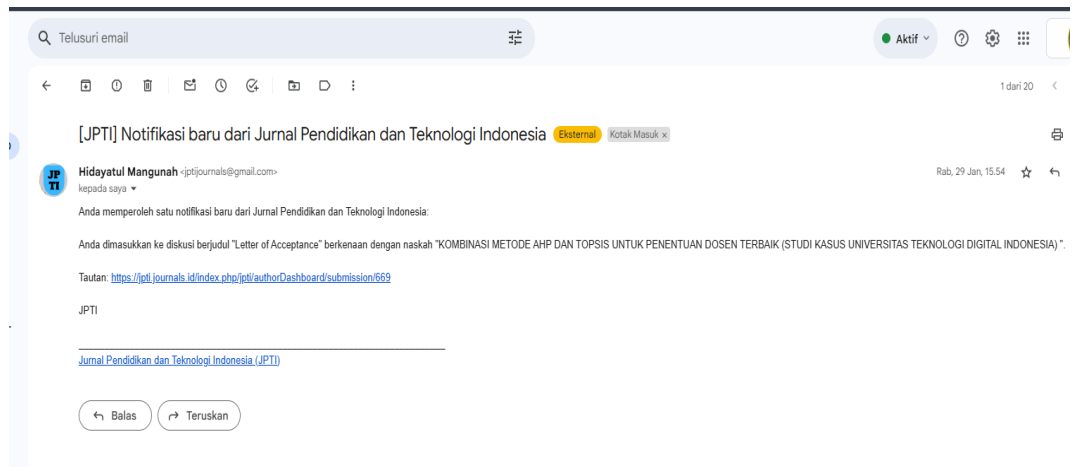 Telusuri email
Aktif
1 dari 20
[JPTI] Notifikasi baru dari Jurnal Pendidikan dan Teknologi Indonesia Eksternal Kotak Masuk x
JP
TI
Hidayatul Mangunah <jptijournals@gmail.com> Rab, 29 Jan, 15.54
kepada saya
Anda memperoleh satu notifikasi baru dari Jurnal Pendidikan dan Teknologi Indonesia:
Anda dimasukkan ke diskusi berjudul "Letter of Acceptance" berkenaan dengan naskah "KOMBINASI METODE AHP DAN TOPSIS UNTUK PENENTUAN DOSEN TERBAIK (STUDI KASUS UNIVERSITAS TEKNOLOGI DIGITAL INDONESIA) ".
Tautan: https://jpti.journals.id/index.php/jpti/authorDashboard/submission/669
JPTI
Jurnal Pendidikan dan Teknologi Indonesia (JPTI)
Balas Teruskan